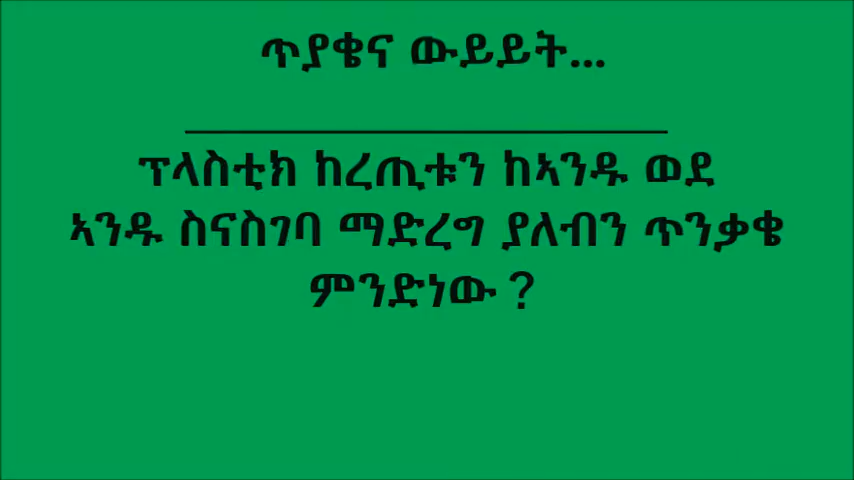 ጥያቄና ውይይት...
ፕላስቲክ ከረጢቱን ከኣንዱ ወደ
ኣንዱ ስናስገባ ማድረግ ያለብን ጥንቃቄ
ምንድነው ?